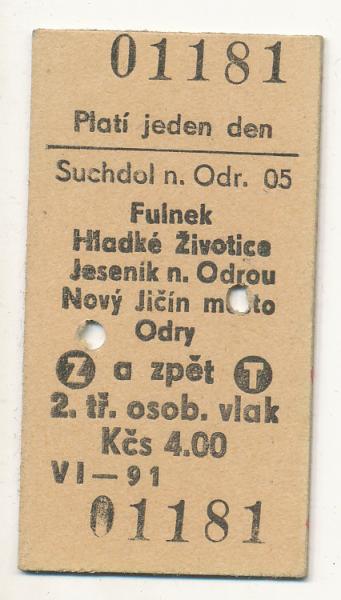 01181
Platí jeden den
Suchdol n. Odr. 05
Fulnek
Hladké Životice
Jeseník n. Odrou
Nový Jičín město
Odry
Z a zpět T
2. tř. osob. vlak
Kčs 4.00
VI—91
01181